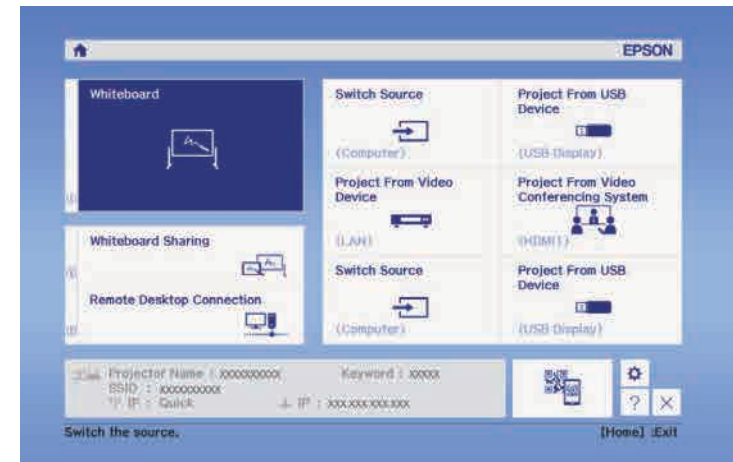 EPSON
Whiteboard
Whiteboard Sharing
Remote Desktop Connection
Switch Source
(Computer)
Project From USB
Device
(USB Display)
Project From Video
Device
(LAN)
Project From Video
Conferencing System
(HDMI1)
Switch Source
(Computer)
Project From USB
Device
(USB Display)
Projector Name : xxxxxxxxxx Keyword : xxxxx
SSID : xxxxxxxxxx
IP : Quick IP : xxx.xxx.xxx.xxx
?
Switch the source.
[Home] :Exit